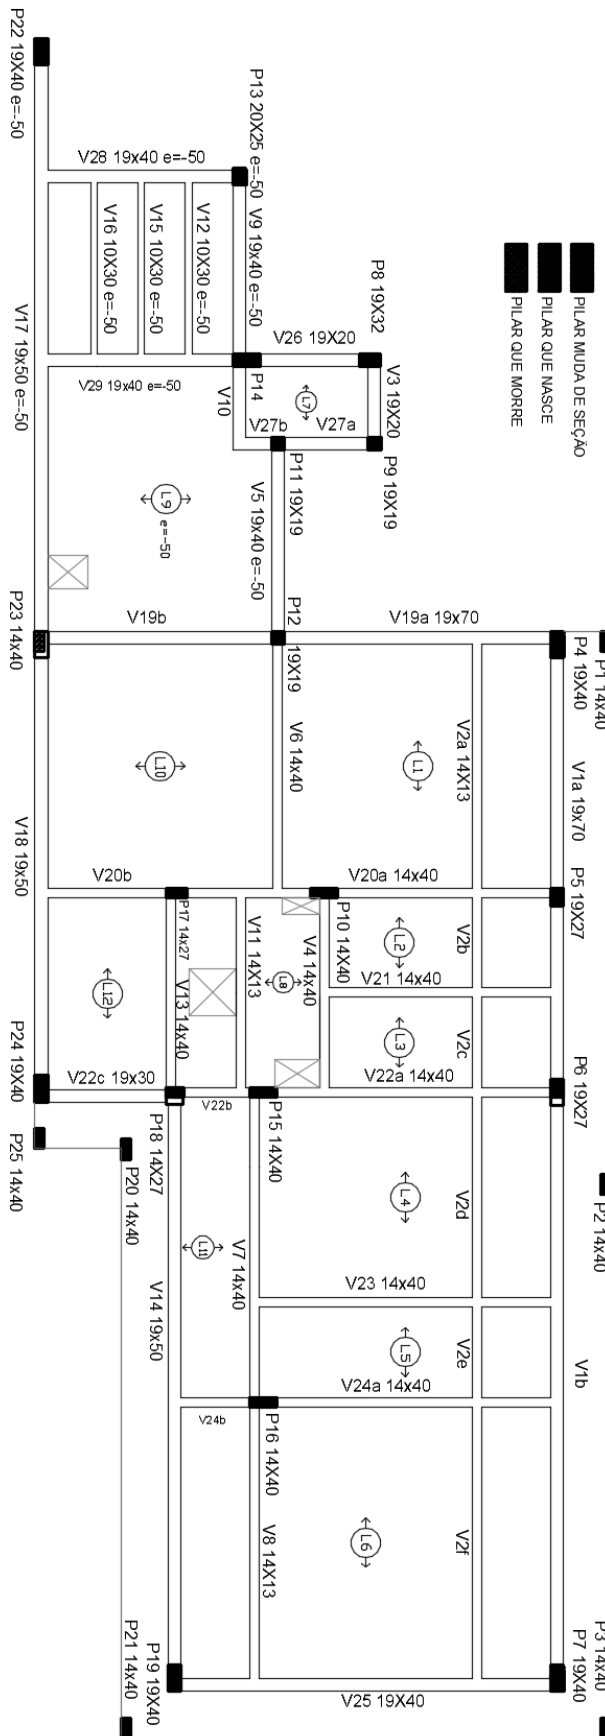 P22 19X40 e=-50
P13 20X25 e=-50
V28 19x40 e=-50
V16 10X30 e=-50
V15 10X30 e=-50
V12 10X30 e=-50
V9 19x40 e=-50
P8 19X32
PILAR QUE MORRE
PILAR QUE NASCE
PILAR MUDA DE SEÇÃO
V26 19X20
V17 19x50 e=-50
V29 19x40 e=-50
V10
P14
L7
V3 19X20
V27b
V27a
P9 19X19
P11 19X19
V5 19x40 e=-50
L9
e=-50
P23 14x40
V19b
P12
19X19
V19a 19x70
P4 19X40
P1 14X40
V6 14x40
V2a 14X13
V1a 19x70
L10
L1
V18 19x50
V20b
V20a 14x40
P5 19X27
P17 14x27
V11 14X13
V4 14x40
P10 14X40
L2
V2b
V21 14x40
L8
L12
V13 14x40
L3
V2c
P24 19X40
V22c 19x30
V22b
V22a 14x40
P6 19X27
P25 14x40
P20 14x40
P18 14X27
P15 14X40
L4
V2d
P2 14x40
L11
V7 14x40
V14 19x50
V23 14x40
L5
V2e
V1b
V24b
V24a 14x40
P16 14X40
V8 14X13
L6
V2f
P21 14x40
P19 19X40
V25 19X40
P7 19X40
P3 14X40